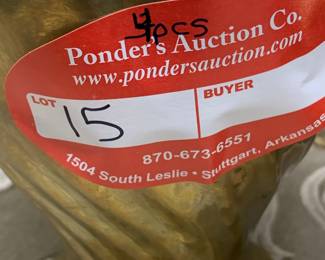 4pcs
Ponder's Auction Co.
www.pondersauction.com
LOT 15 BUYER
870-673-6551
1504 South Leslie • Stuttgart, Arkansas